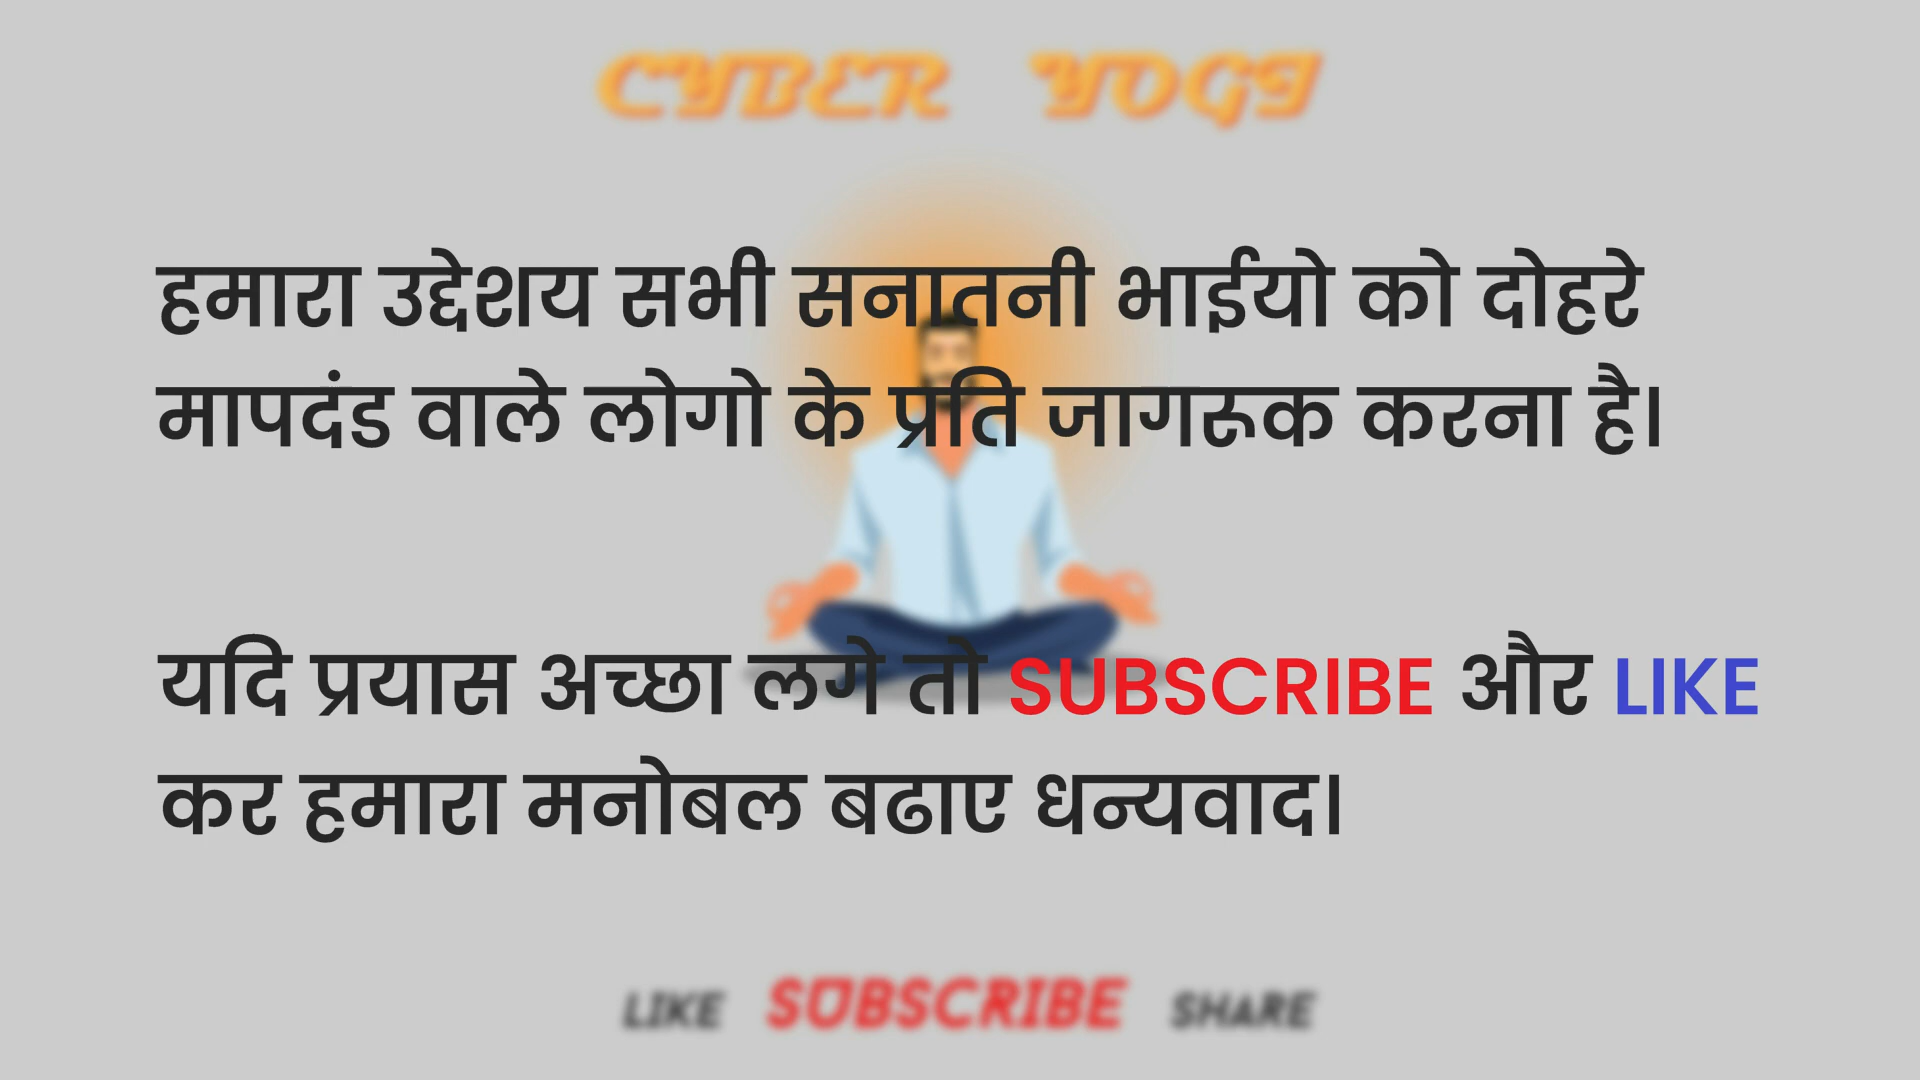 CYBER YOGI
हमारा उद्देशय सभी सनातनी भाईयो को दोहरे
मापदंड वाले लोगो के प्रति जागरूक करना है।
यदि प्रयास अच्छा लगे तो SUBSCRIBE और LIKE
कर हमारा मनोबल बढाए धन्यवाद।
LIKE SUBSCRIBE SHARE